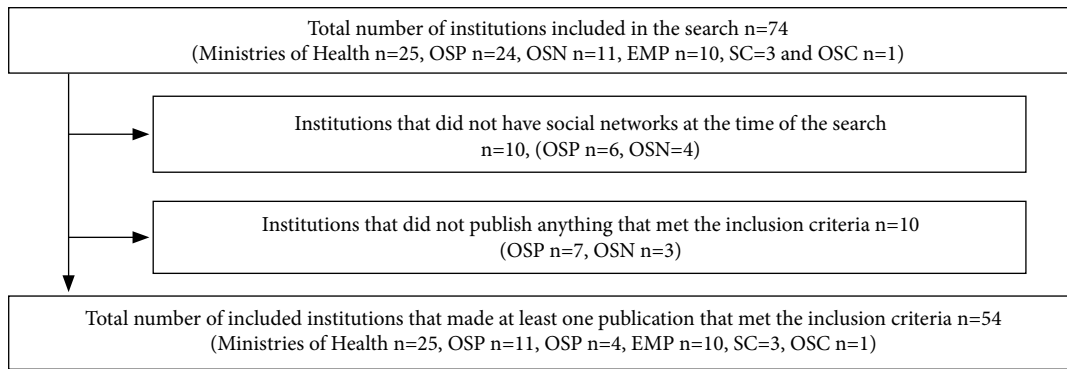 Total number of institutions included in the search n=74
(Ministries of Health n=25, OSP n=24, OSN n=11, EMP n=10, SC=3 and OSC n=1)
Institutions that did not have social networks at the time of the search
n=10, (OSP n=6, OSN=4)
Institutions that did not publish anything that met the inclusion criteria n=10
(OSP n=7, OSN n=3)
Total number of included institutions that made at least one publication that met the inclusion criteria n=54
(Ministries of Health n=25, OSP n=11, OSP n=4, EMP n=10, SC=3, OSC n=1)